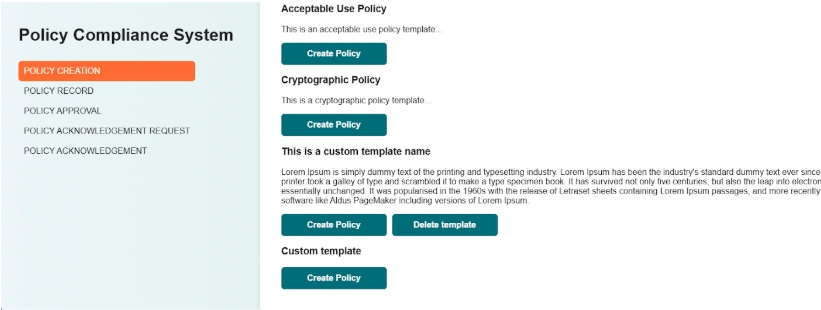 Policy Compliance System
POLICY CREATION
POLICY RECORD
POLICY APPROVAL
POLICY ACKNOWLEDGEMENT REQUEST
POLICY ACKNOWLEDGEMENT
Acceptable Use Policy
This is an acceptable use policy template...
Create Policy
Cryptographic Policy
This is a cryptographic policy template...
Create Policy
This is a custom template name
Lorem Ipsum is simply dummy text of the printing and typesetting industry. Lorem Ipsum has been the industry's standard dummy text ever since
printer took a galley of type and scrambled it to make a type specimen book. It has survived not only five centuries, but also the leap into electron
essentially unchanged. It was popularised in the 1960s with the release of Letraset sheets containing Lorem Ipsum passages, and more recently
software like Aldus PageMaker including versions of Lorem Ipsum.
Create Policy Delete template
Custom template
Create Policy